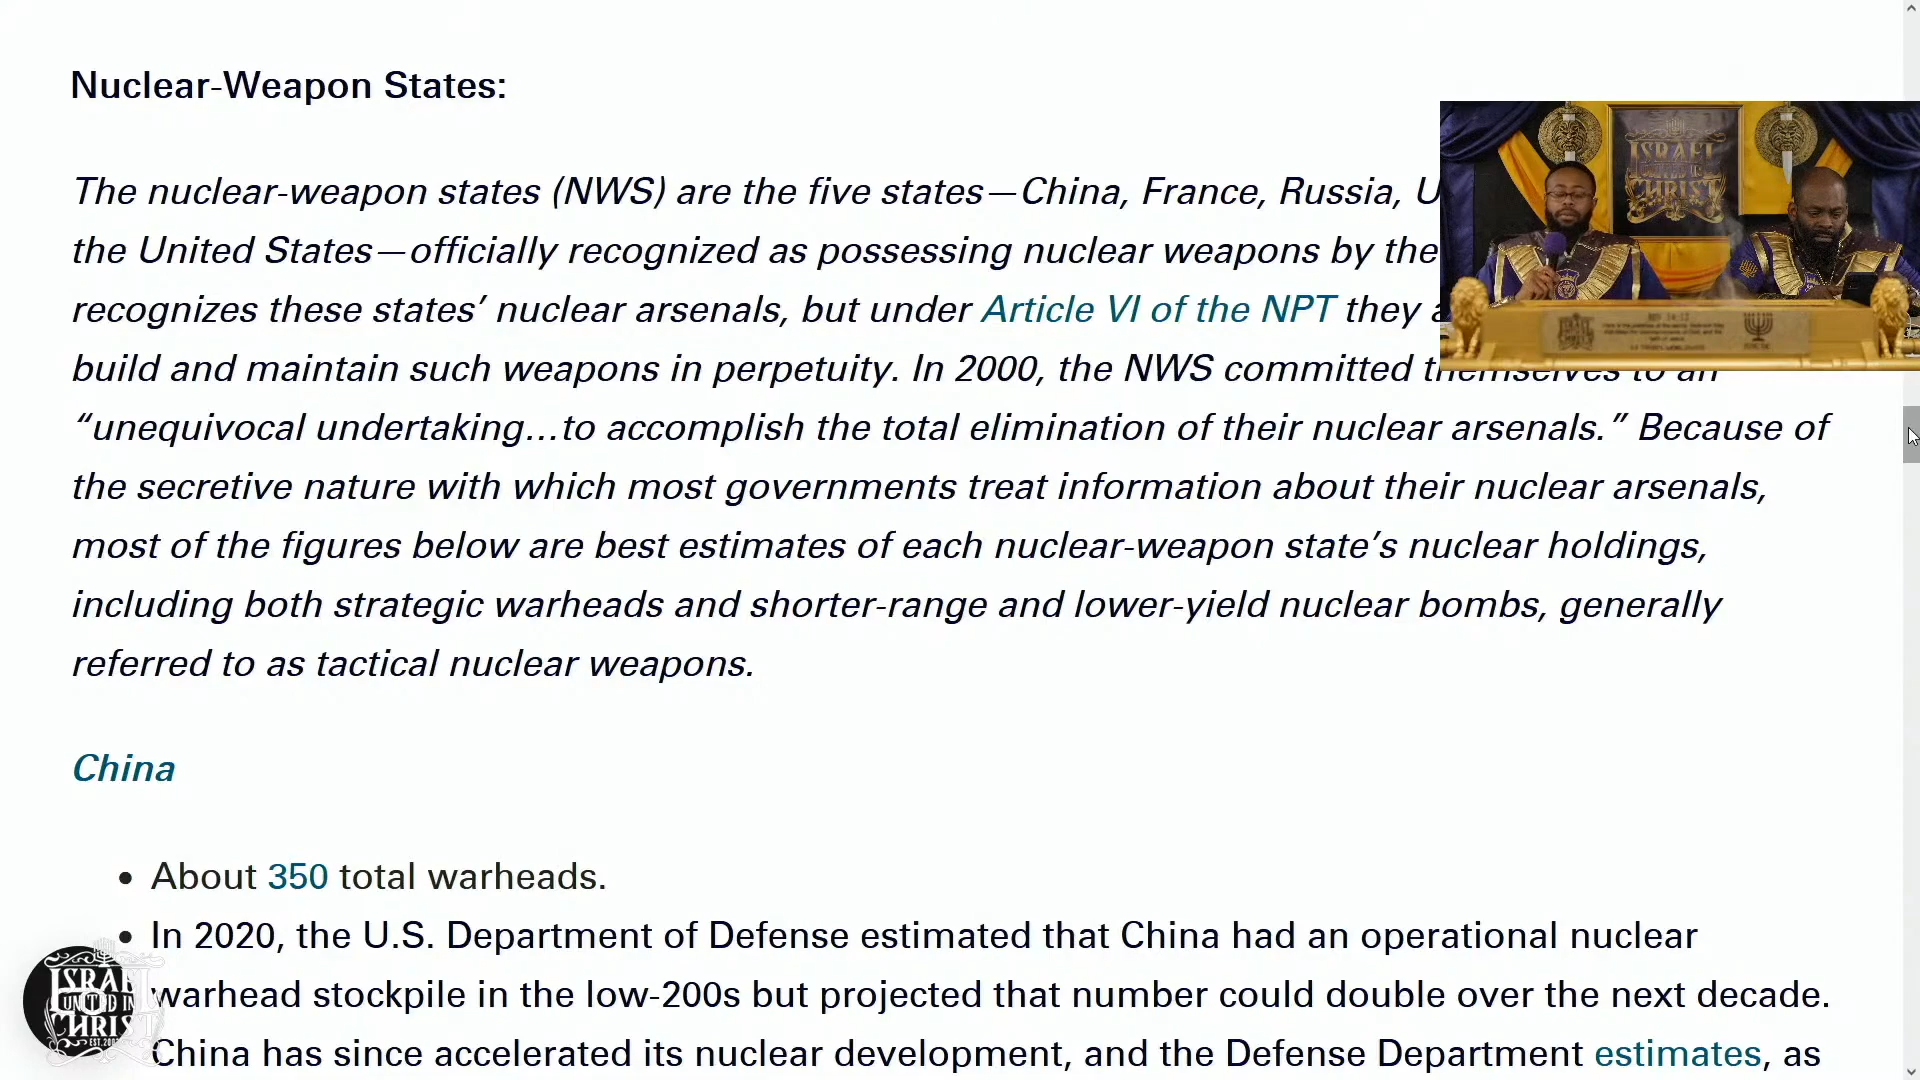 Nuclear-Weapon States:
The nuclear-weapon states (NWS) are the five states—China, France, Russia, U
the United States—officially recognized as possessing nuclear weapons by the
recognizes these states’ nuclear arsenals, but under Article VI of the NPT they a
build and maintain such weapons in perpetuity. In 2000, the NWS committed themselves to an
“unequivocal undertaking…to accomplish the total elimination of their nuclear arsenals.” Because of
the secretive nature with which most governments treat information about their nuclear arsenals,
most of the figures below are best estimates of each nuclear-weapon state’s nuclear holdings,
including both strategic warheads and shorter-range and lower-yield nuclear bombs, generally
referred to as tactical nuclear weapons.
China
• About 350 total warheads.
• In 2020, the U.S. Department of Defense estimated that China had an operational nuclear
warhead stockpile in the low-200s but projected that number could double over the next decade.
China has since accelerated its nuclear development, and the Defense Department estimates, as
ISRAEL
UNITED IN
CHRIST
ISRAEL
UNITED IN
CHRIST